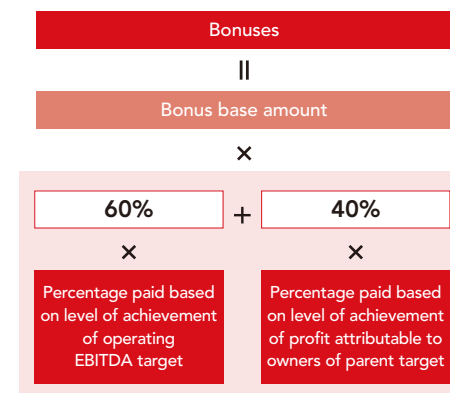 Bonuses
=
Bonus base amount
×
60% + 40%
× ×
Percentage paid based
on level of achievement
of operating
EBITDA target
Percentage paid based
on level of achievement
of profit attributable to
owners of parent target